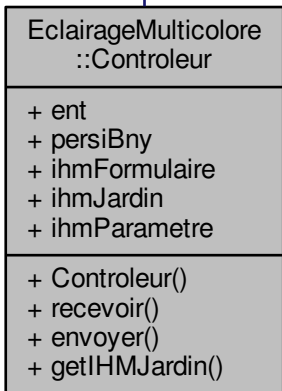 EclairageMulticolore
::Controleur
+ ent
+ persiBny
+ ihmFormulaire
+ ihmJardin
+ ihmParametre
+ Controleur()
+ recevoir()
+ envoyer()
+ getIHMJardin()